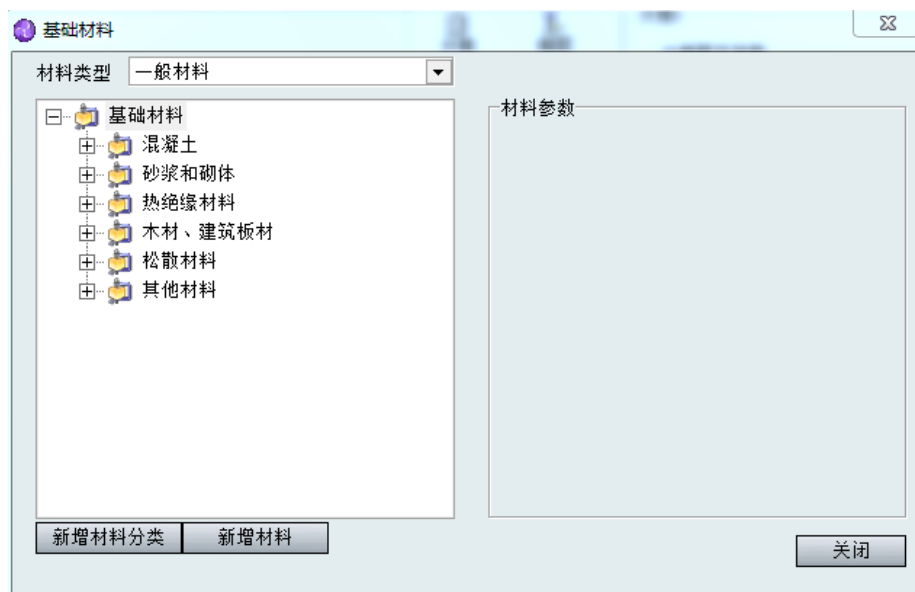 基础材料
材料类型 一般材料
基础材料
混凝土
砂浆和砌体
热绝缘材料
木材、建筑板材
松散材料
其他材料
材料参数
新增材料分类 新增材料
关闭